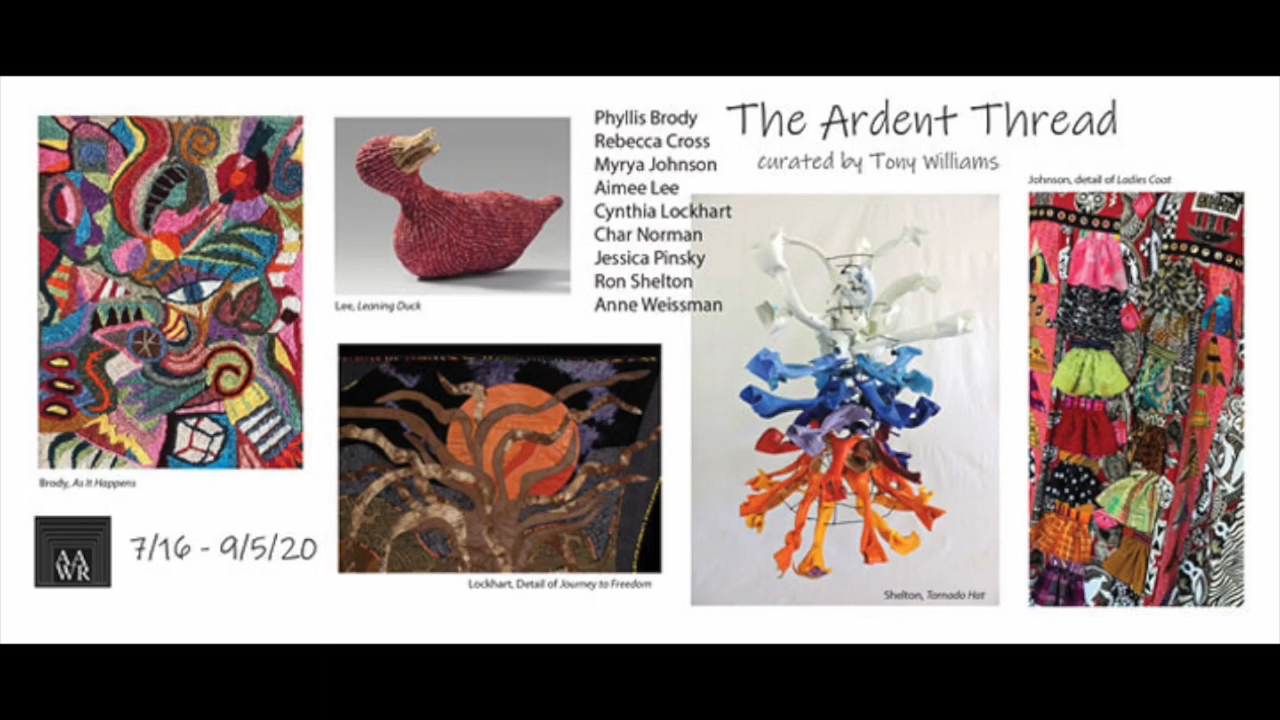 The Ardent Thread
curated by Tony Williams
Phyllis Brody
Rebecca Cross
Myrya Johnson
Aimee Lee
Cynthia Lockhart
Char Norman
Jessica Pinsky
Ron Shelton
Anne Weissman
Johnson, detail of Ladies Coat
Lee, Leaning Duck
Brody, As It Happens
AA
WR
7/16 - 9/5/20
Lockhart, Detail of Journey to Freedom
Shelton, Tornado Hat